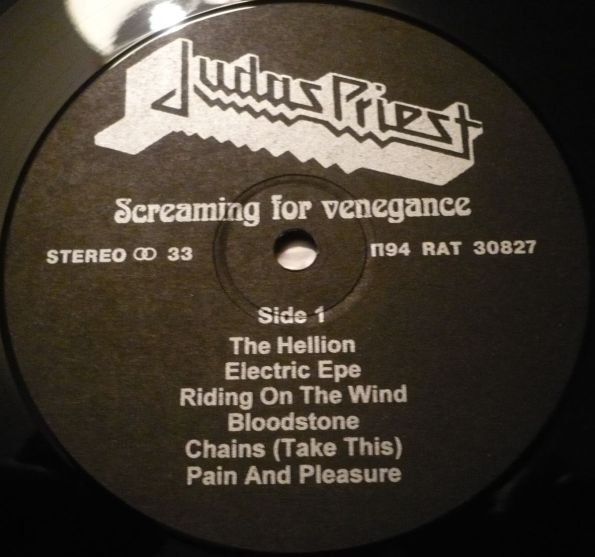 Judas Priest
Screaming for venegance
STEREO ꝏ 33
П94 RAT 30827
Side 1
The Hellion
Electric Epe
Riding On The Wind
Bloodstone
Chains (Take This)
Pain And Pleasure